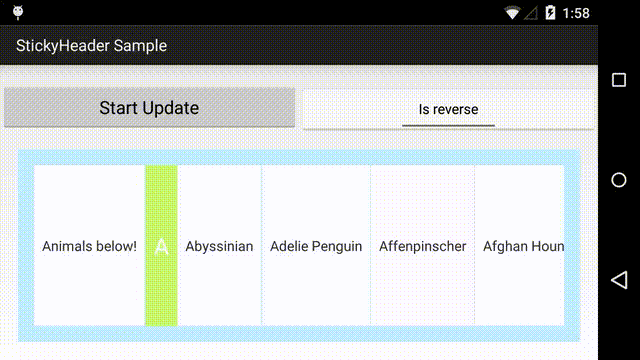 1:58
StickyHeader Sample
Start Update
Is reverse
Animals below! A Abyssinian Adelie Penguin Affenpinscher Afghan Houn